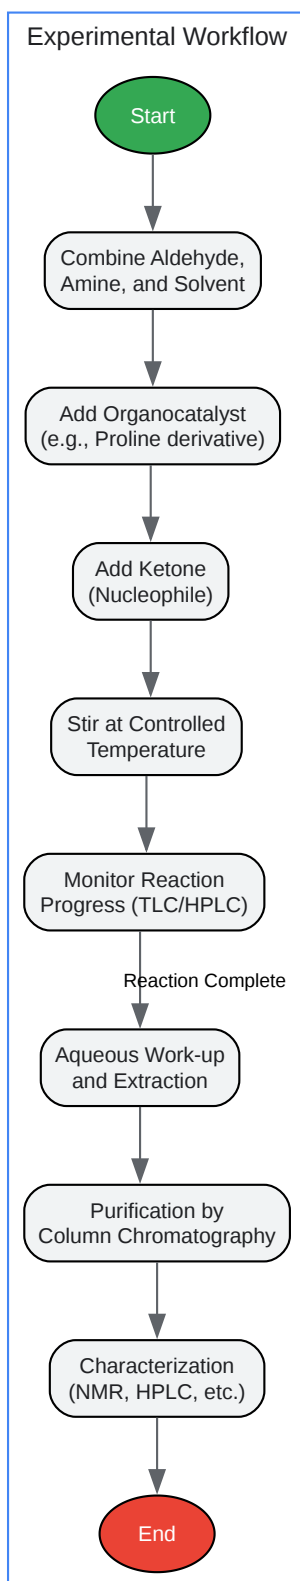 Experimental Workflow
Start
Combine Aldehyde,
Amine, and Solvent
Add Organocatalyst
(e.g., Proline derivative)
Add Ketone
(Nucleophile)
Stir at Controlled
Temperature
Monitor Reaction
Progress (TLC/HPLC)
Reaction Complete
Aqueous Work-up
and Extraction
Purification by
Column Chromatography
Characterization
(NMR, HPLC, etc.)
End